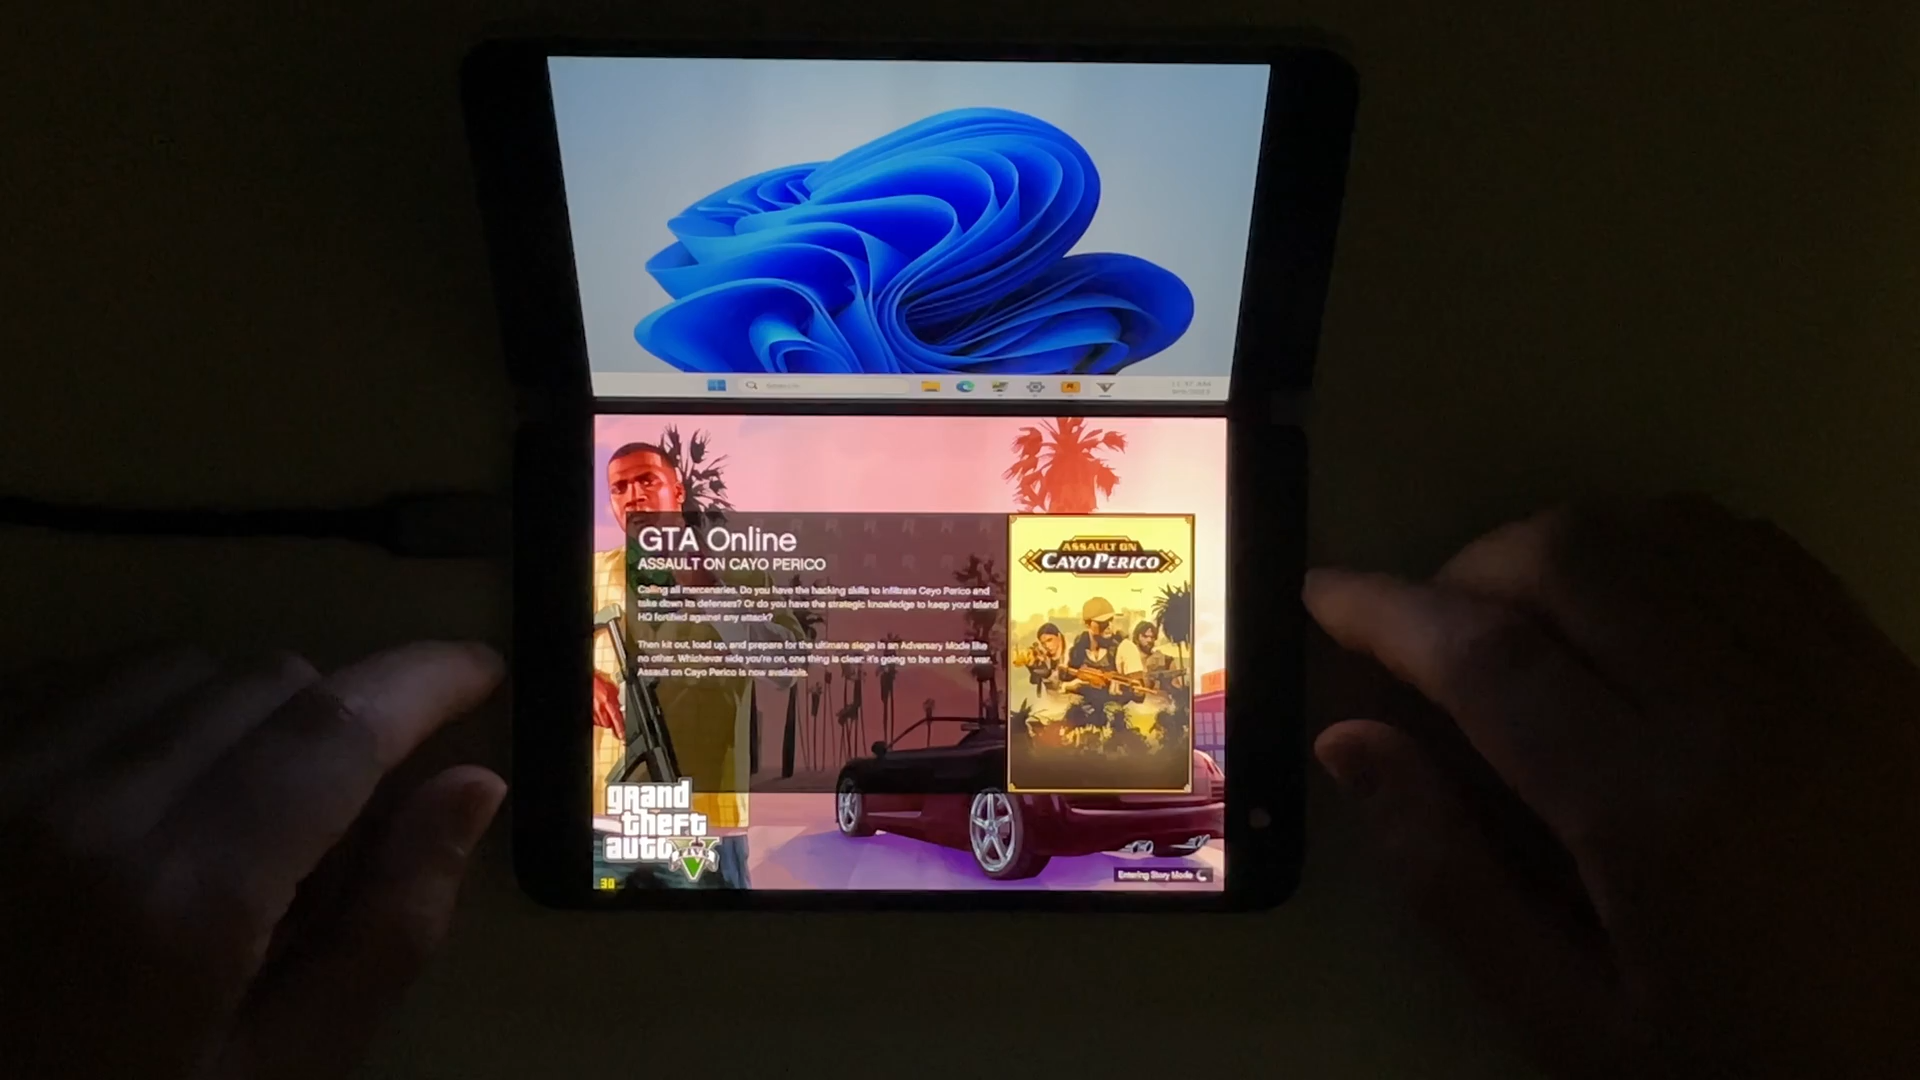 GTA Online
ASSAULT ON CAYO PERICO
Calling all mercenaries. Do you have the hacking skills to infiltrate Cayo Perico and
take down its defenses? Or do you have the strategic knowledge to keep your island
HQ fortified against any attack?
Then kit out, load up, and prepare for the ultimate siege in an Adversary Mode like
no other. Whichever side you're on, one thing is clear: it's going to be an all-out war.
Assault on Cayo Perico is now available.
ASSAULT ON
CAYO PERICO
grand
theft
auto
FIVE
V
Entering Story Mode
30